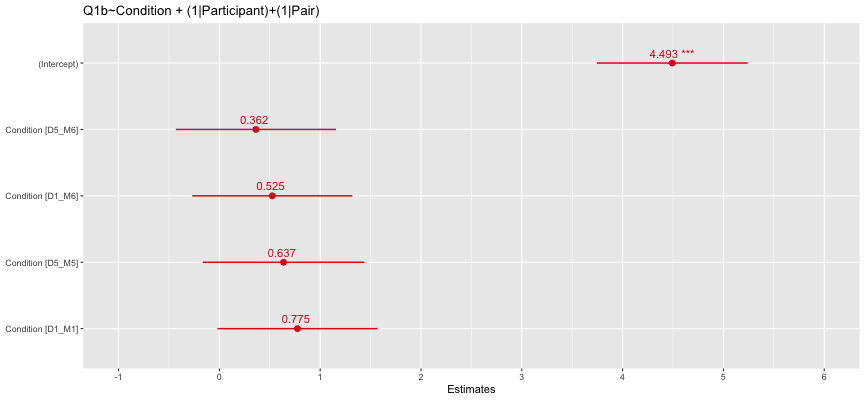 Q1b~Condition + (1|Participant)+(1|Pair)
(Intercept)
4.493 ***
Condition [D5_M6]
0.362
Condition [D1_M6]
0.525
Condition [D5_M5]
0.637
Condition [D1_M1]
0.775
-1 0 1 2 3 4 5 6
Estimates